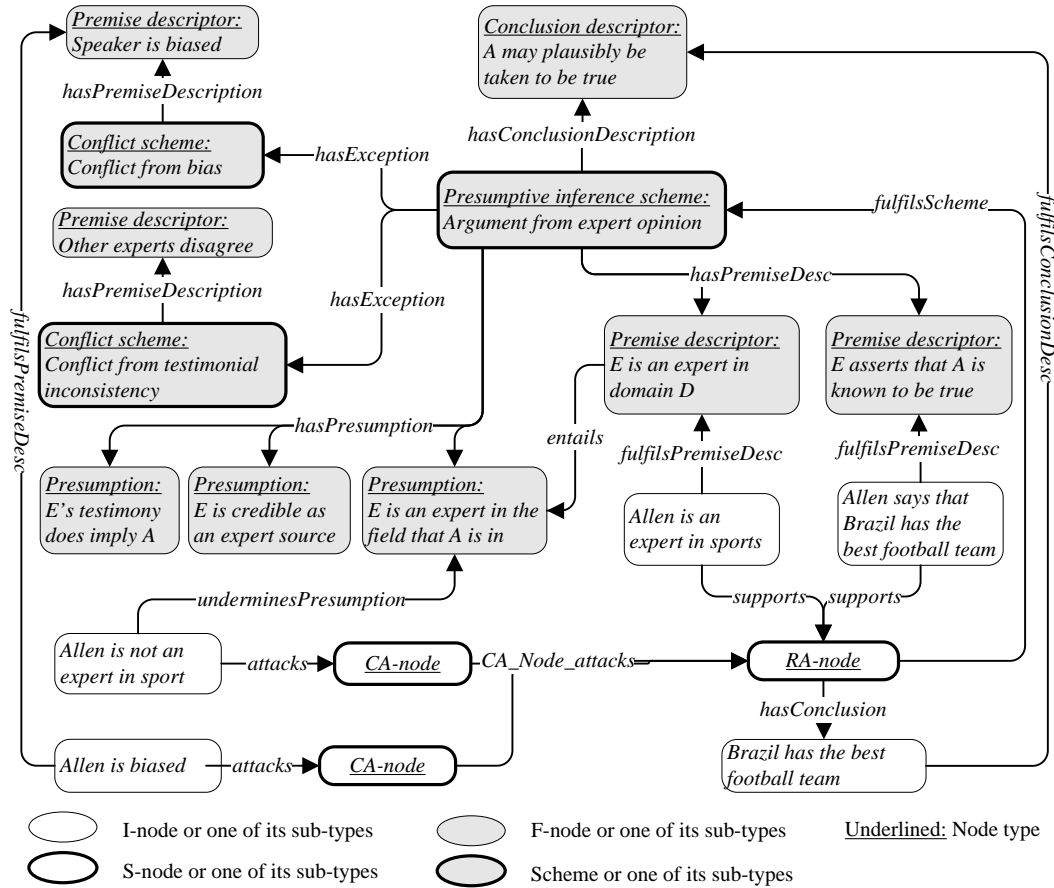 Premise descriptor:
Speaker is biased
Conclusion descriptor:
A may plausibly be
taken to be true
hasPremiseDescription
hasConclusionDescription
Conflict scheme:
Conflict from bias
hasException
Presumptive inference scheme:
Argument from expert opinion
fulfilsScheme
Premise descriptor:
Other experts disagree
hasPremiseDescription
hasException
hasPremiseDesc
fulfilsConclusionDesc
fulfilsPremiseDesc
Conflict scheme:
Conflict from testimonial
inconsistency
Premise descriptor:
E is an expert in
domain D
Premise descriptor:
E asserts that A is
known to be true
hasPresumption
entails
fulfilsPremiseDesc
fulfilsPremiseDesc
Presumption:
E's testimony
does imply A
Presumption:
E is credible as
an expert source
Presumption:
E is an expert in the
field that A is in
Allen is an
expert in sports
Allen says that
Brazil has the
best football team
underminesPresumption
supports
supports
Allen is not an
expert in sport
attacks
CA-node
CA_Node_attacks
RA-node
hasConclusion
Allen is biased
attacks
CA-node
Brazil has the best
football team
I-node or one of its sub-types
F-node or one of its sub-types
Underlined: Node type
S-node or one of its sub-types
Scheme or one of its sub-types